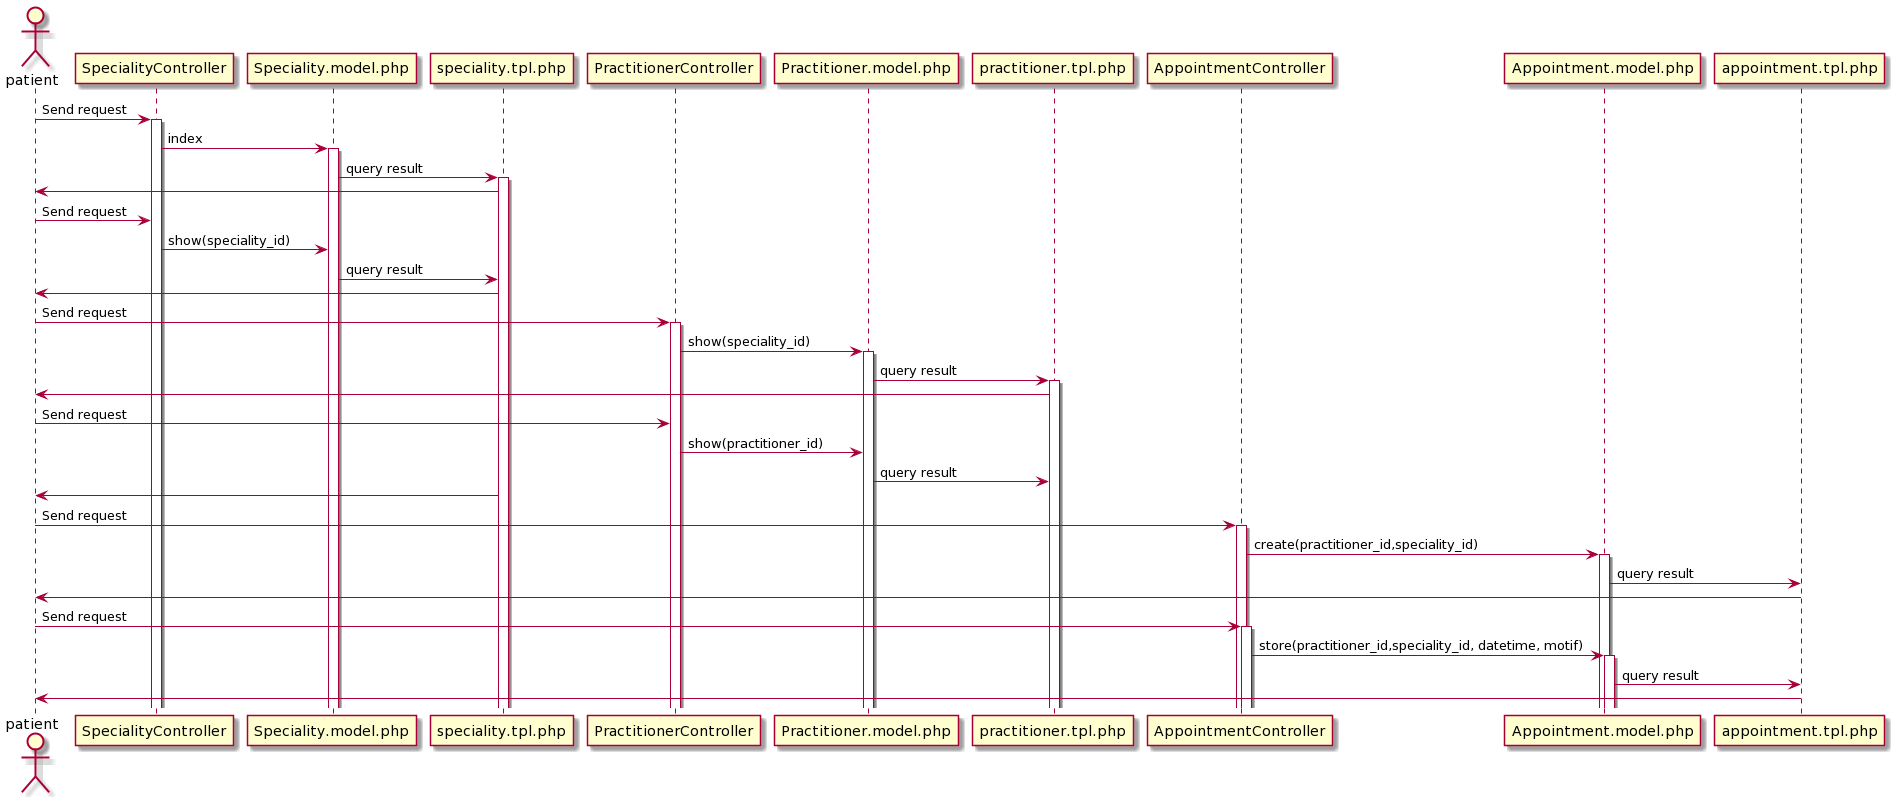 patient
SpecialityController
Speciality.model.php
speciality.tpl.php
PractitionerController
Practitioner.model.php
practitioner.tpl.php
AppointmentController
Appointment.model.php
appointment.tpl.php
Send request
index
query result
Send request
show(speciality_id)
query result
Send request
show(speciality_id)
query result
Send request
show(practitioner_id)
query result
Send request
create(practitioner_id,speciality_id)
query result
Send request
store(practitioner_id,speciality_id, datetime, motif)
query result
patient
SpecialityController
Speciality.model.php
speciality.tpl.php
PractitionerController
Practitioner.model.php
practitioner.tpl.php
AppointmentController
Appointment.model.php
appointment.tpl.php